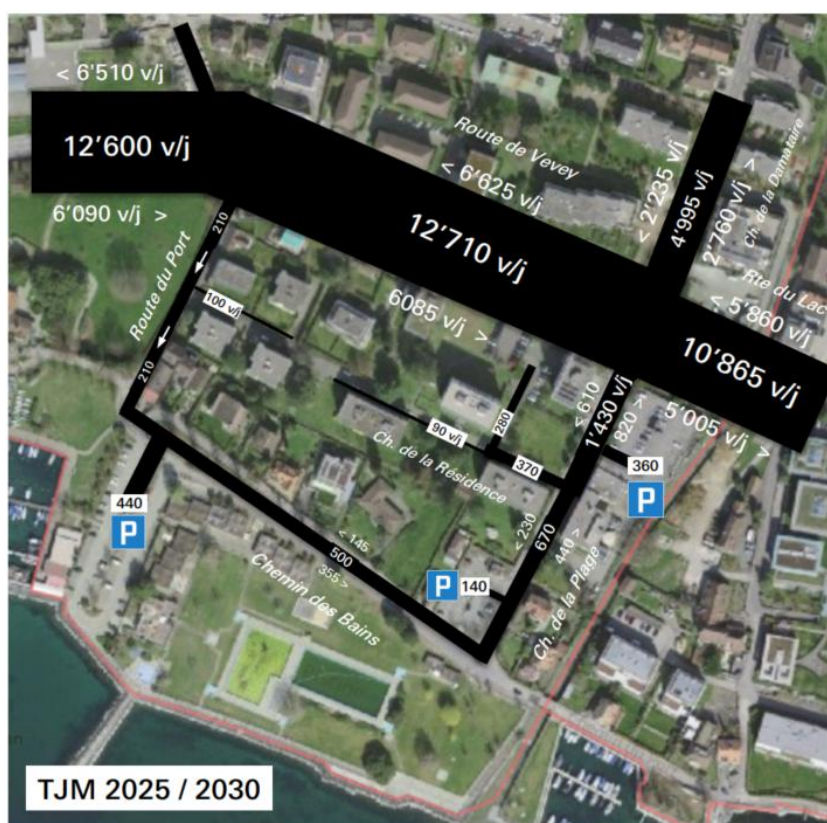 < 6'510 v/j
12’600 v/j
6’090 v/j >
Route de Vevey
< 6’625 v/j
12’710 v/j
6085 v/j >
< 2’235 v/j
4’995 v/j
2’760 v/j >
Ch. de la Damataire
Rte du Lac
< 5’860 v/j
10’865 v/j
5’005 v/j >
210
Route du Port
210
100 v/j
90 v/j
Ch. de la Résidence
280
370
< 610
1’430 v/j
820 >
360
P
440
P
< 145
500
355 >
Chemin des Bains
< 230
670
440 >
Ch. de la Plage
P 140
TJM 2025 / 2030